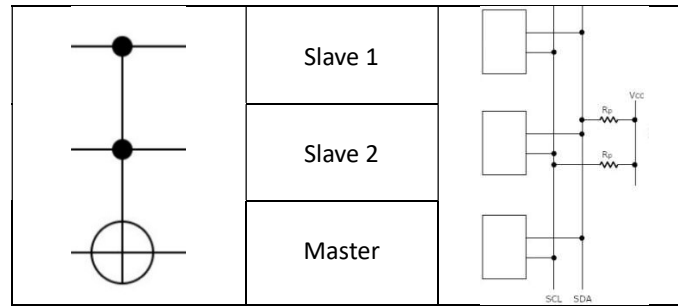 Slave 1
Vcc
Rp
Slave 2
Rp
Master
SCL SDA